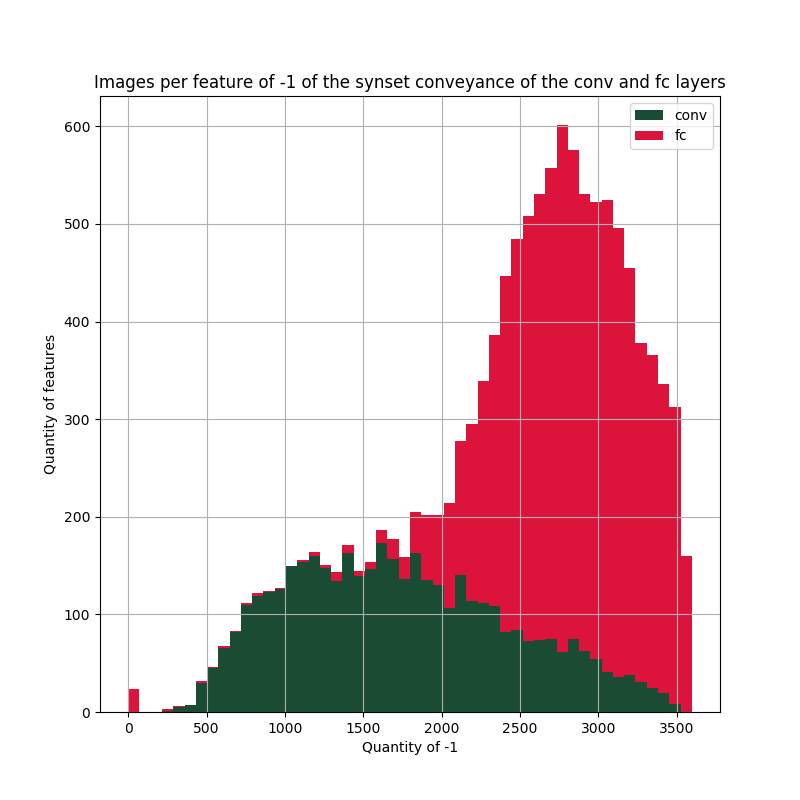 Images per feature of -1 of the synset conveyance of the conv and fc layers
conv
fc
600
500
400
300
200
100
0
Quantity of features
0 500 1000 1500 2000 2500 3000 3500
Quantity of -1